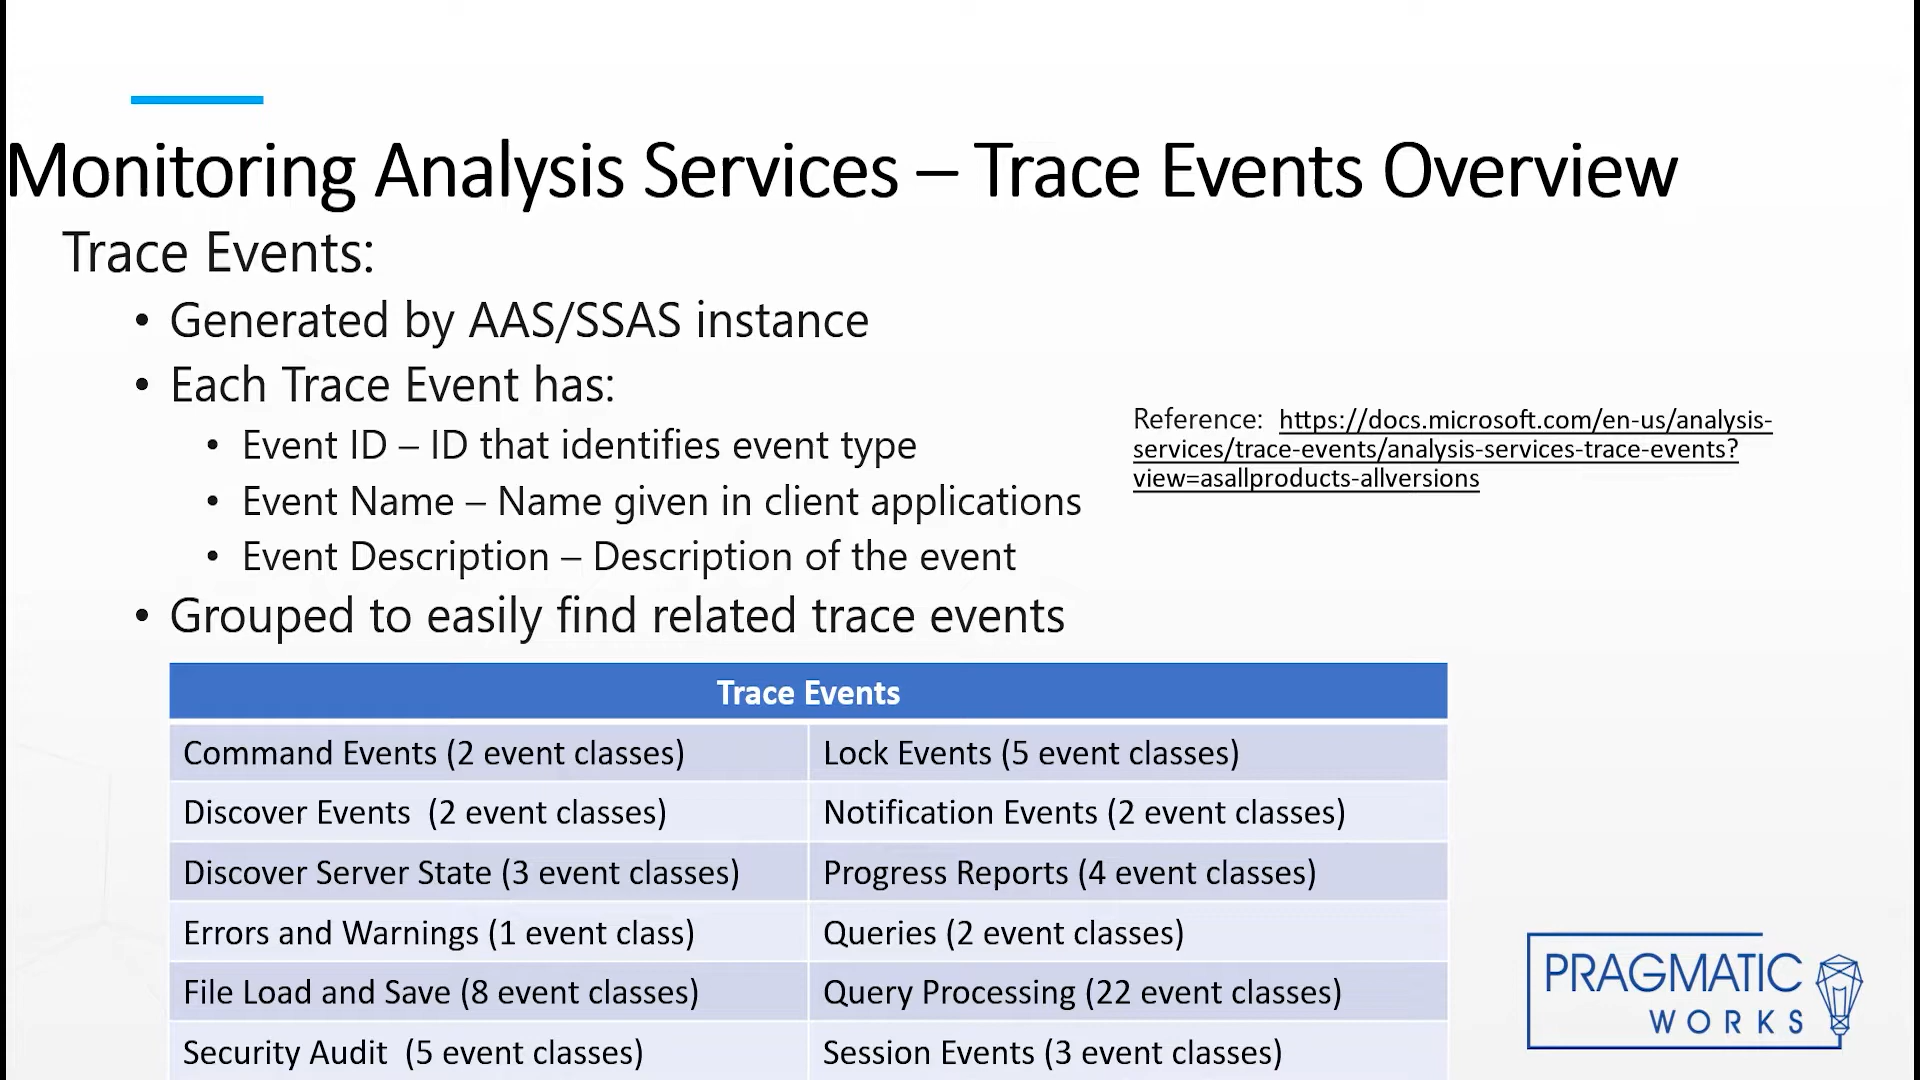 Monitoring Analysis Services – Trace Events Overview
Trace Events:
• Generated by AAS/SSAS instance
• Each Trace Event has:
• Event ID – ID that identifies event type
• Event Name – Name given in client applications
• Event Description – Description of the event
• Grouped to easily find related trace events
Reference: https://docs.microsoft.com/en-us/analysis-
services/trace-events/analysis-services-trace-events?
view=asallproducts-allversions
Trace Events
Command Events (2 event classes) Lock Events (5 event classes)
Discover Events (2 event classes) Notification Events (2 event classes)
Discover Server State (3 event classes) Progress Reports (4 event classes)
Errors and Warnings (1 event class) Queries (2 event classes)
File Load and Save (8 event classes) Query Processing (22 event classes)
Security Audit (5 event classes) Session Events (3 event classes)
PRAGMATIC
WORKS